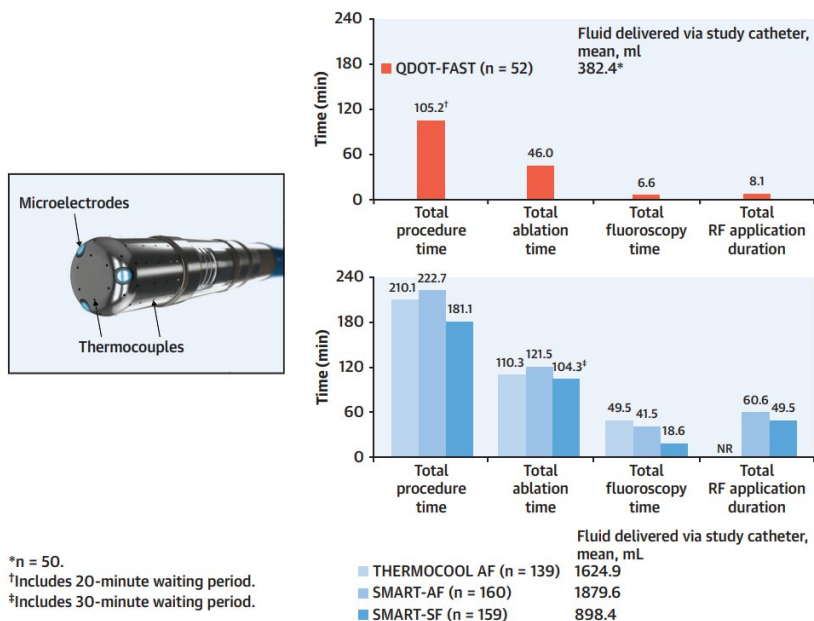 240
180
120
60
0
Time (min)
Fluid delivered via study catheter,
mean, ml
QDOT-FAST (n = 52) 382.4*
105.2†
46.0
6.6
8.1
Total
procedure
time
Total
ablation
time
Total
fluoroscopy
time
Total
RF application
duration
Microelectrodes
Thermocouples
240
180
120
60
0
Time (min)
210.1
222.7
181.1
110.3
121.5
104.3‡
49.5
41.5
18.6
NR
60.6
49.5
Total
procedure
time
Total
ablation
time
Total
fluoroscopy
time
Total
RF application
duration
Fluid delivered via study catheter,
mean, mL
THERMOCOOL AF (n = 139) 1624.9
SMART-AF (n = 160) 1879.6
SMART-SF (n = 159) 898.4
*n = 50.
†Includes 20-minute waiting period.
‡Includes 30-minute waiting period.